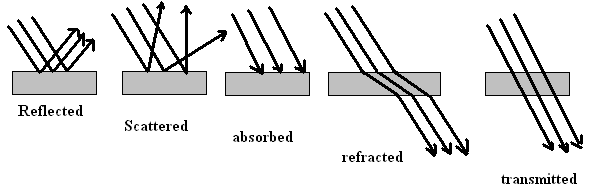 Reflected
Scattered
absorbed
refracted
transmitted